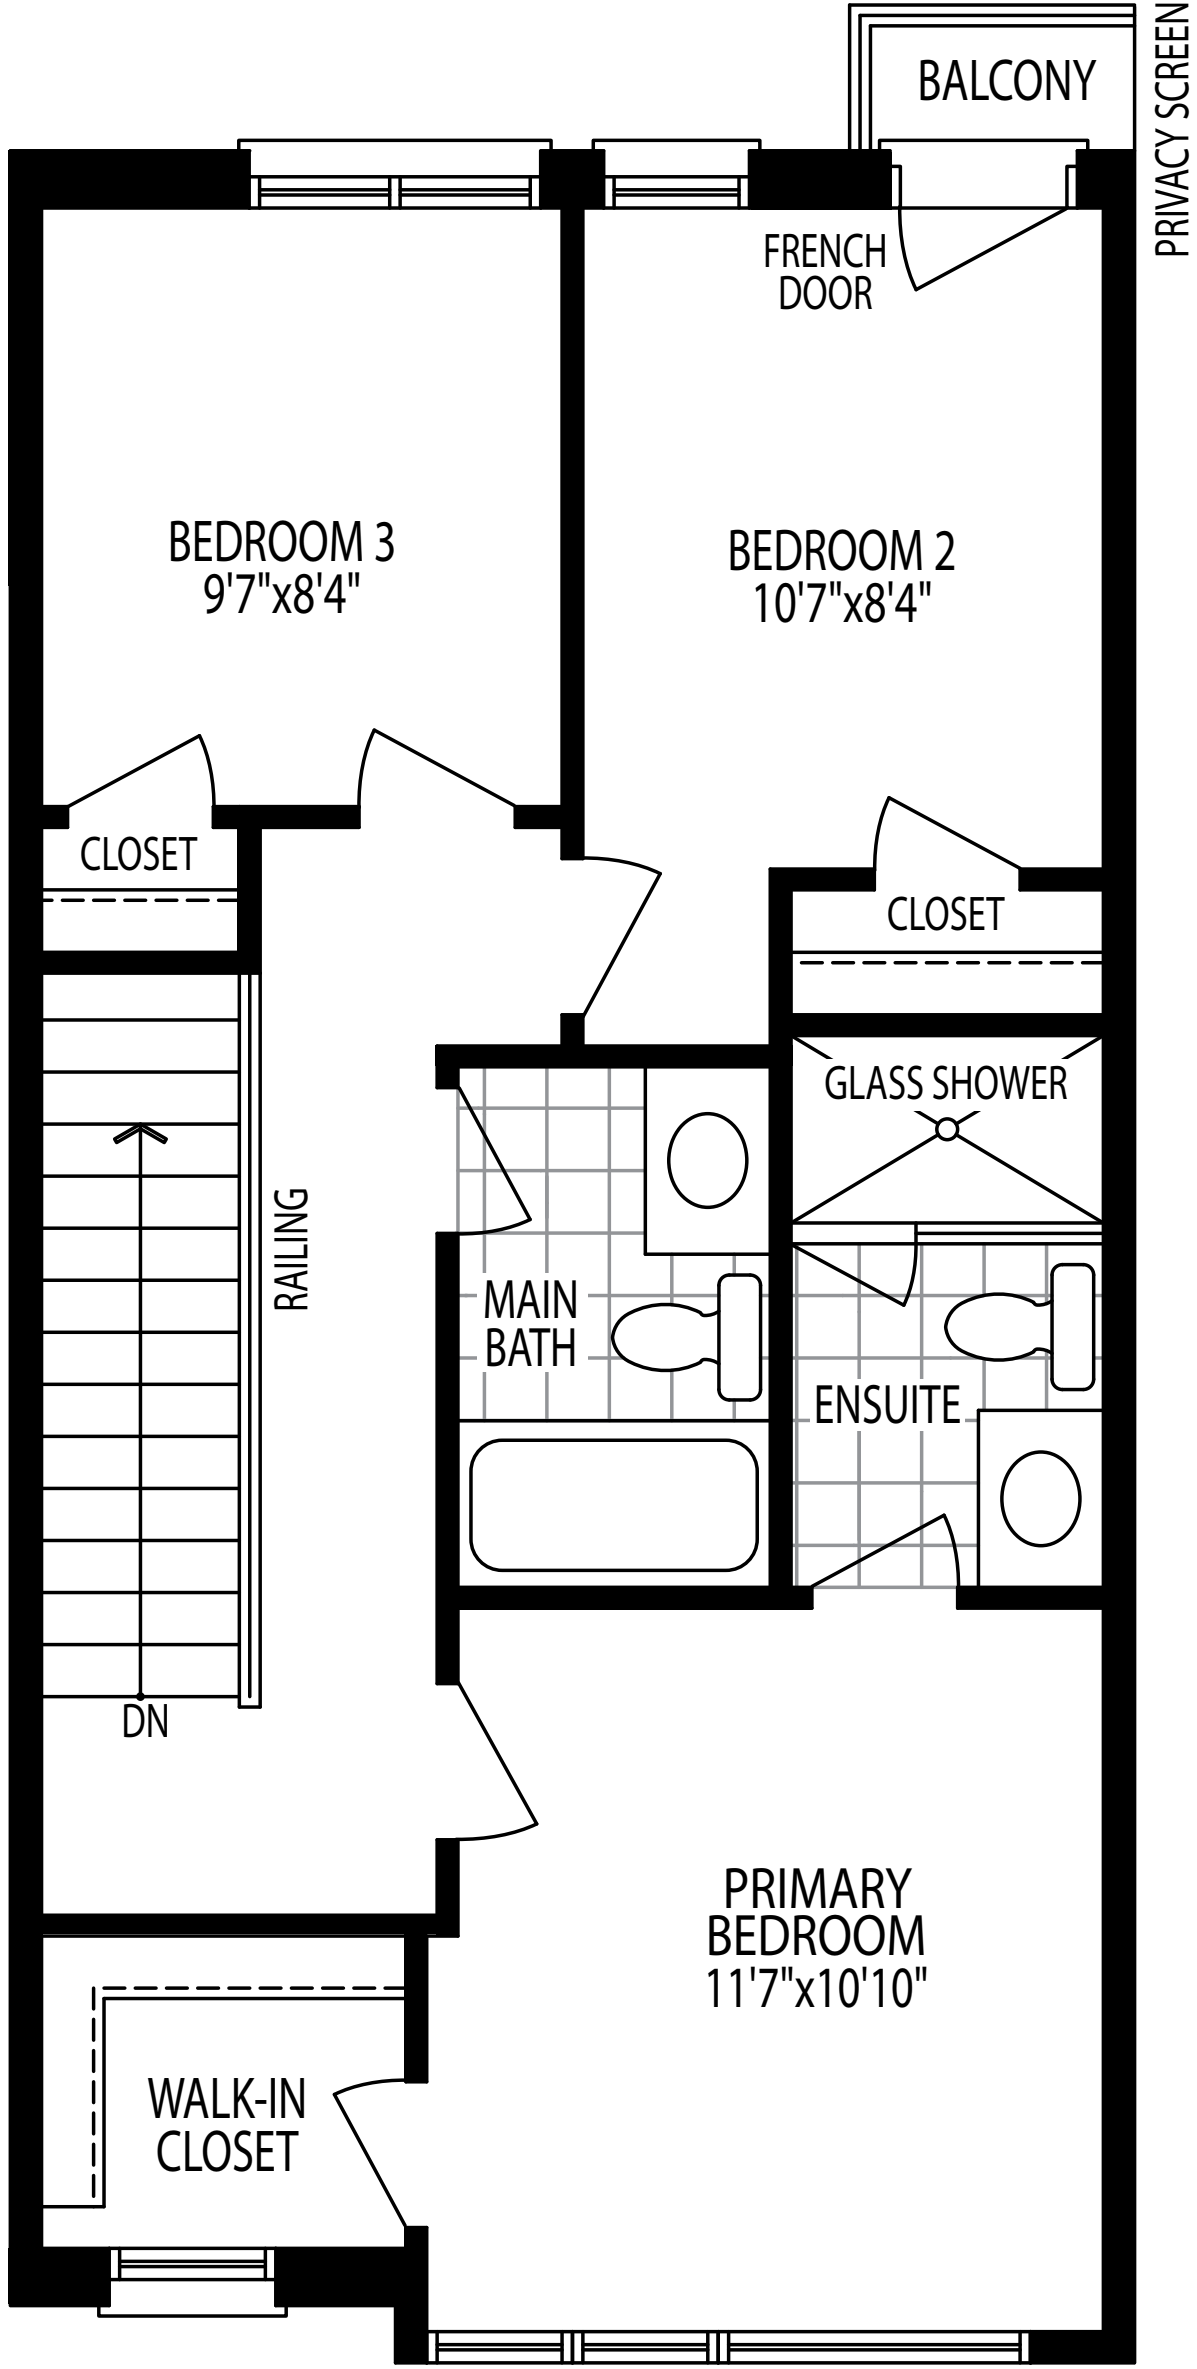 BALCONY
PRIVACY SCREEN
FRENCH
DOOR
BEDROOM 3
9'7"x8'4"
BEDROOM 2
10'7"x8'4"
CLOSET
CLOSET
GLASS SHOWER
RAILING
MAIN
BATH
ENSUITE
DN
PRIMARY
BEDROOM
11'7"x10'10"
WALK-IN
CLOSET